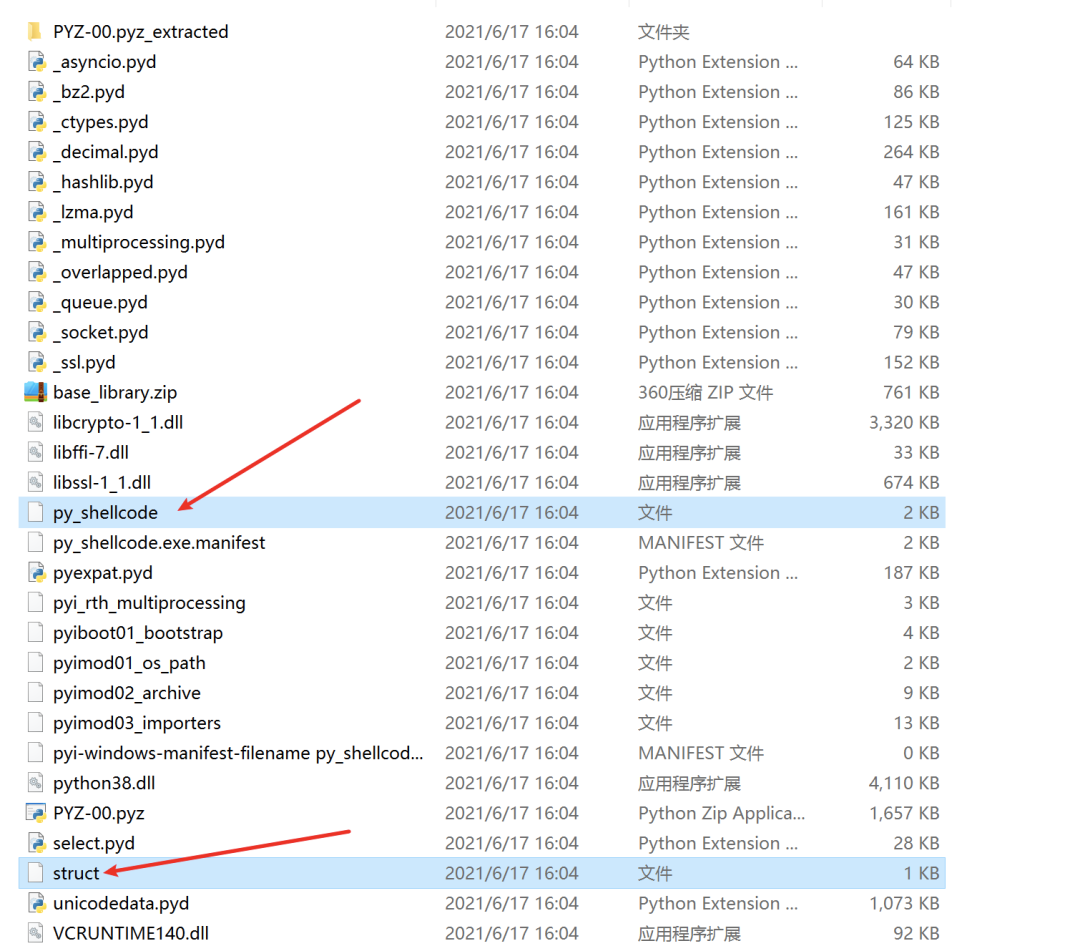 PYZ-00.pyz_extracted 2021/6/17 16:04 文件夹
_asyncio.pyd 2021/6/17 16:04 Python Extension ... 64 KB
_bz2.pyd 2021/6/17 16:04 Python Extension ... 86 KB
_ctypes.pyd 2021/6/17 16:04 Python Extension ... 125 KB
_decimal.pyd 2021/6/17 16:04 Python Extension ... 264 KB
_hashlib.pyd 2021/6/17 16:04 Python Extension ... 47 KB
_lzma.pyd 2021/6/17 16:04 Python Extension ... 161 KB
_multiprocessing.pyd 2021/6/17 16:04 Python Extension ... 31 KB
_overlapped.pyd 2021/6/17 16:04 Python Extension ... 47 KB
_queue.pyd 2021/6/17 16:04 Python Extension ... 30 KB
_socket.pyd 2021/6/17 16:04 Python Extension ... 79 KB
_ssl.pyd 2021/6/17 16:04 Python Extension ... 152 KB
base_library.zip 2021/6/17 16:04 360压缩 ZIP 文件 761 KB
libcrypto-1_1.dll 2021/6/17 16:04 应用程序扩展 3,320 KB
libffi-7.dll 2021/6/17 16:04 应用程序扩展 33 KB
libssl-1_1.dll 2021/6/17 16:04 应用程序扩展 674 KB
py_shellcode 2021/6/17 16:04 文件 2 KB
py_shellcode.exe.manifest 2021/6/17 16:04 MANIFEST 文件 2 KB
pyexpat.pyd 2021/6/17 16:04 Python Extension ... 187 KB
pyi_rth_multiprocessing 2021/6/17 16:04 文件 3 KB
pyiboot01_bootstrap 2021/6/17 16:04 文件 4 KB
pyimod01_os_path 2021/6/17 16:04 文件 2 KB
pyimod02_archive 2021/6/17 16:04 文件 9 KB
pyimod03_importers 2021/6/17 16:04 文件 13 KB
pyi-windows-manifest-filename py_shellcod... 2021/6/17 16:04 MANIFEST 文件 0 KB
python38.dll 2021/6/17 16:04 应用程序扩展 4,110 KB
PYZ-00.pyz 2021/6/17 16:04 Python Zip Applica... 1,657 KB
select.pyd 2021/6/17 16:04 Python Extension ... 28 KB
struct 2021/6/17 16:04 文件 1 KB
unicodedata.pyd 2021/6/17 16:04 Python Extension ... 1,073 KB
VCRUNTIME140.dll 2021/6/17 16:04 应用程序扩展 92 KB